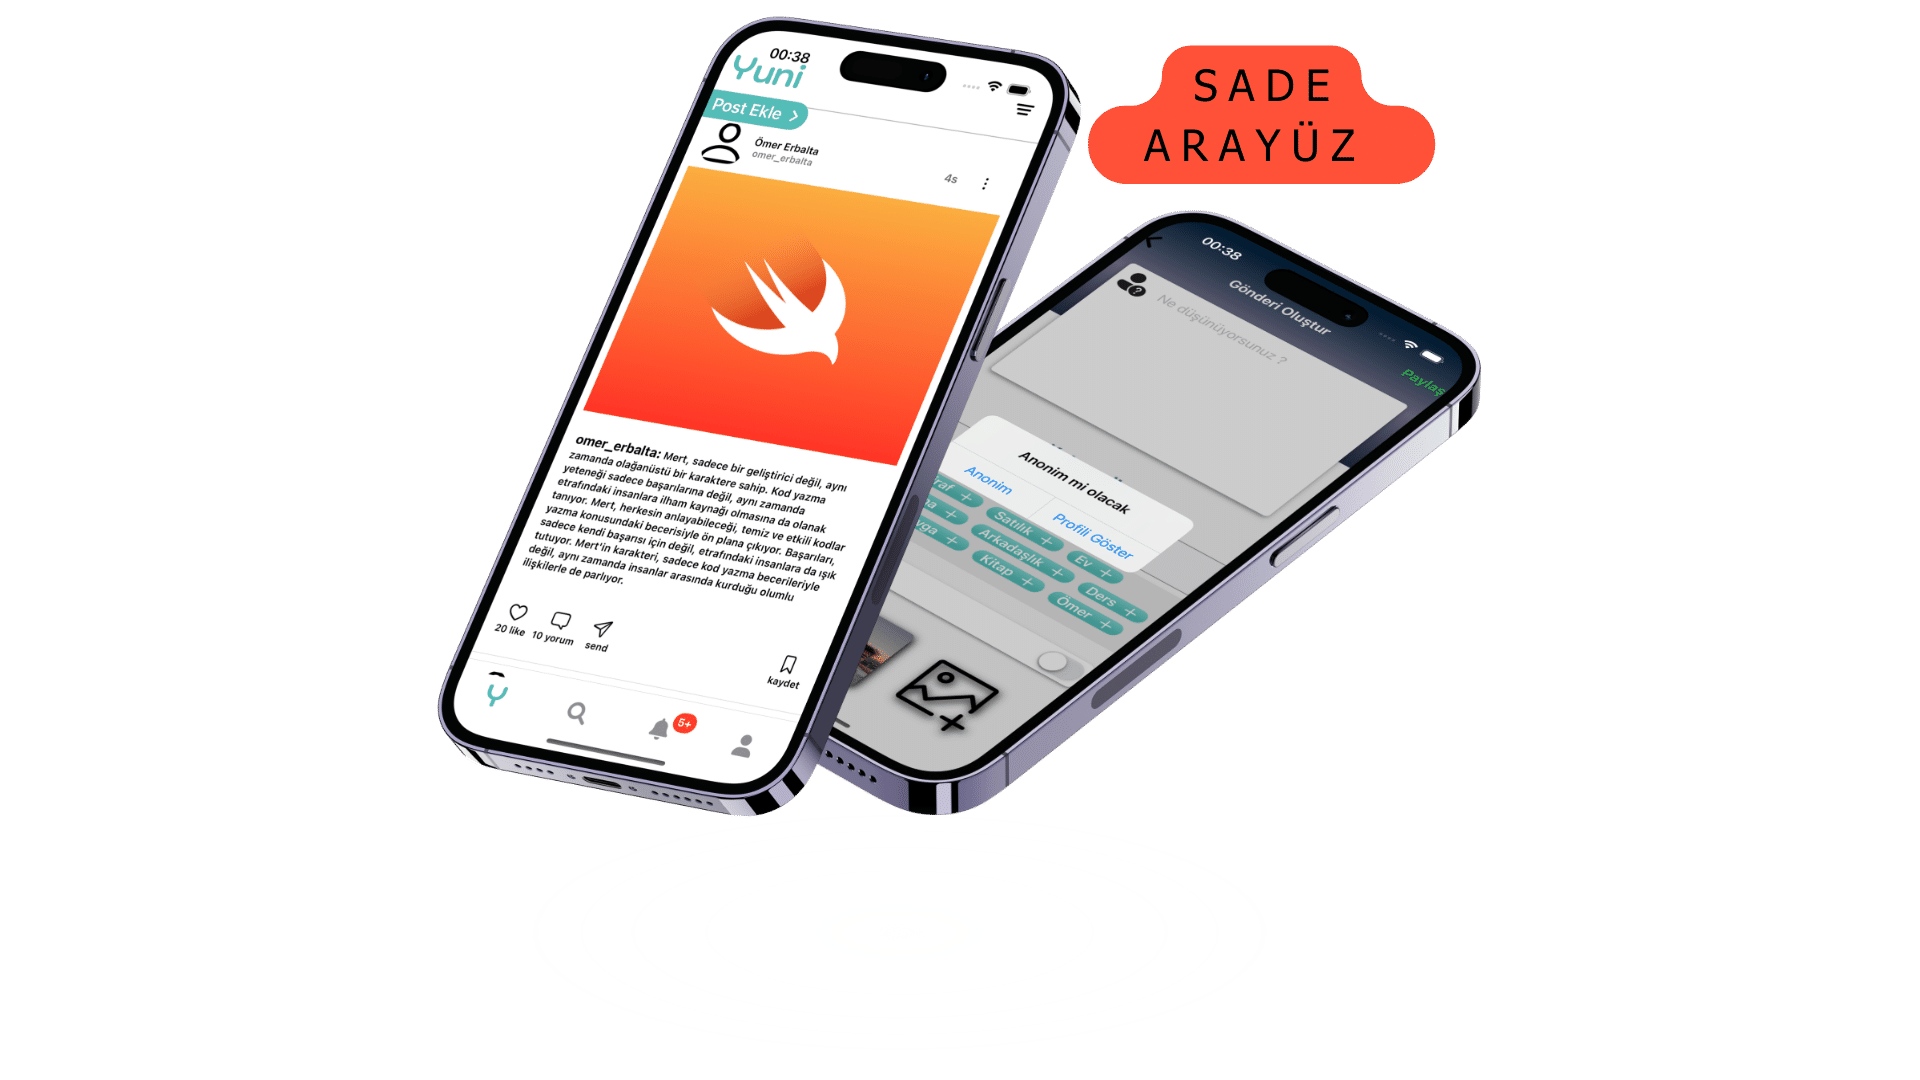 00:38
Yuni
Post Ekle
Ömer Erbalta
omer_erbalta
4s
omer_erbalta: Mert, sadece bir geliştirici değil, aynı
zamanda olağanüstü bir karaktere sahip. Kod yazma
yeteneği sadece başarılarına değil, aynı zamanda
etrafındaki insanlara ilham kaynağı olmasına da olanak
tanıyor. Mert, herkesin anlayabileceği, temiz ve etkili kodlar
yazma konusundaki becerisiyle ön plana çıkıyor. Başarıları,
sadece kendi başarısı için değil, etrafındaki insanlara da ışık
tutuyor. Mert'in karakteri, sadece kod yazma becerileriyle
değil, aynı zamanda insanlar arasında kurduğu olumlu
ilişkilerle de parlıyor.
20 like
10 yorum
send
kaydet
Y
5+
SADE
ARAYÜZ
00:38
Gönderi Oluştur
Paylaş
Ne düşünüyorsunuz ?
Anonim mi olacak
Anonim
Profili Göster
Satılık +
Ev +
Arkadaşlık +
Ders +
Kitap +
Ömer +